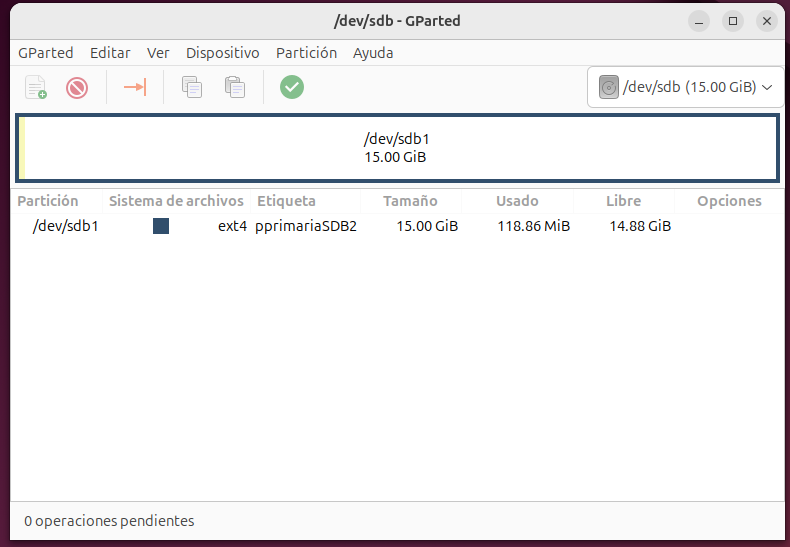 /dev/sdb - GParted
GParted Editar Ver Dispositivo Partición Ayuda
/dev/sdb (15.00 GiB)
/dev/sdb1
15.00 GiB
Partición Sistema de archivos Etiqueta Tamaño Usado Libre Opciones
/dev/sdb1 ext4 pprimariaSDB2 15.00 GiB 118.86 MiB 14.88 GiB
0 operaciones pendientes